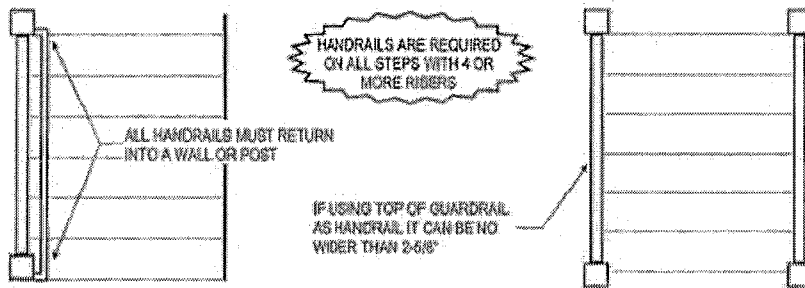 HANDRAILS ARE REQUIRED
ON ALL STEPS WITH 4 OR
MORE RISERS
ALL HANDRAILS MUST RETURN
INTO A WALL OR POST
IF USING TOP OF GUARDRAIL
AS HANDRAIL IT CAN BE NO
WIDER THAN 2-5/8"